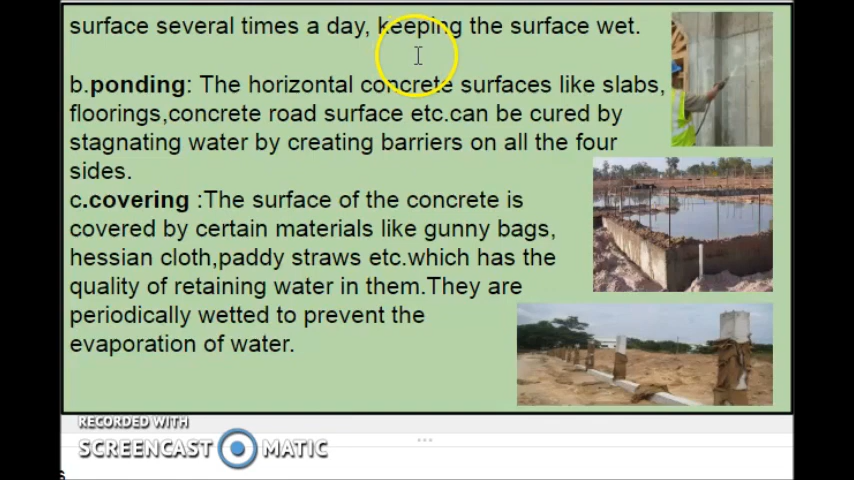 surface several times a day, keeping the surface wet.
b.ponding: The horizontal concrete surfaces like slabs,
floorings,concrete road surface etc.can be cured by
stagnating water by creating barriers on all the four
sides.
c.covering :The surface of the concrete is
covered by certain materials like gunny bags,
hessian cloth,paddy straws etc.which has the
quality of retaining water in them.They are
periodically wetted to prevent the
evaporation of water.
RECORDED WITH
SCREENCAST MATIC